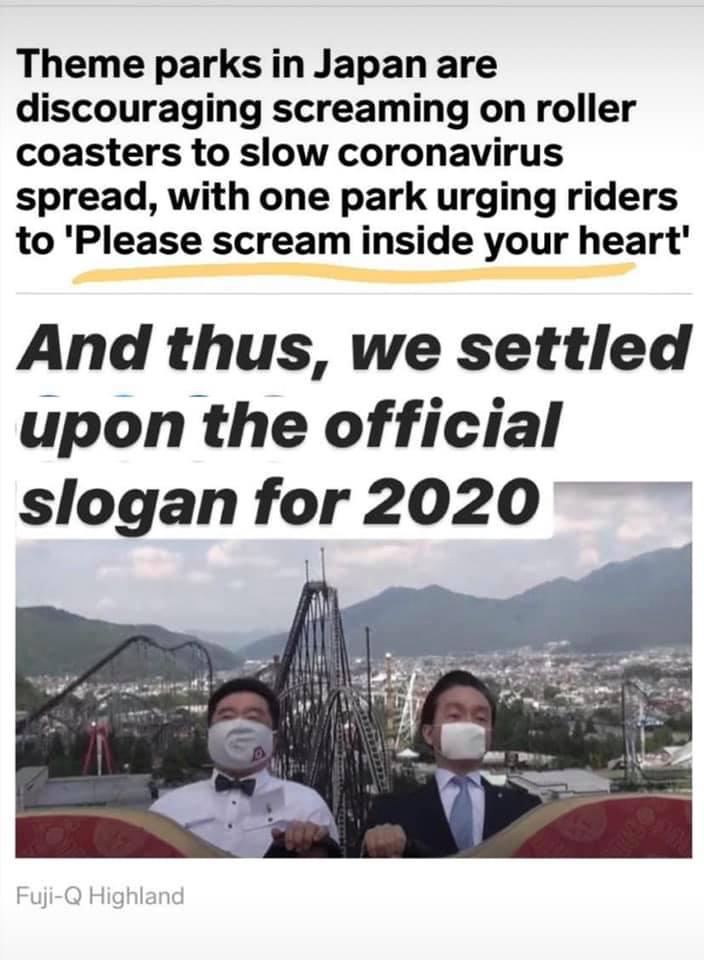 Theme parks in Japan are
discouraging screaming on roller
coasters to slow coronavirus
spread, with one park urging riders
to 'Please scream inside your heart'
And thus, we settled
upon the official
slogan for 2020
Fuji-Q Highland